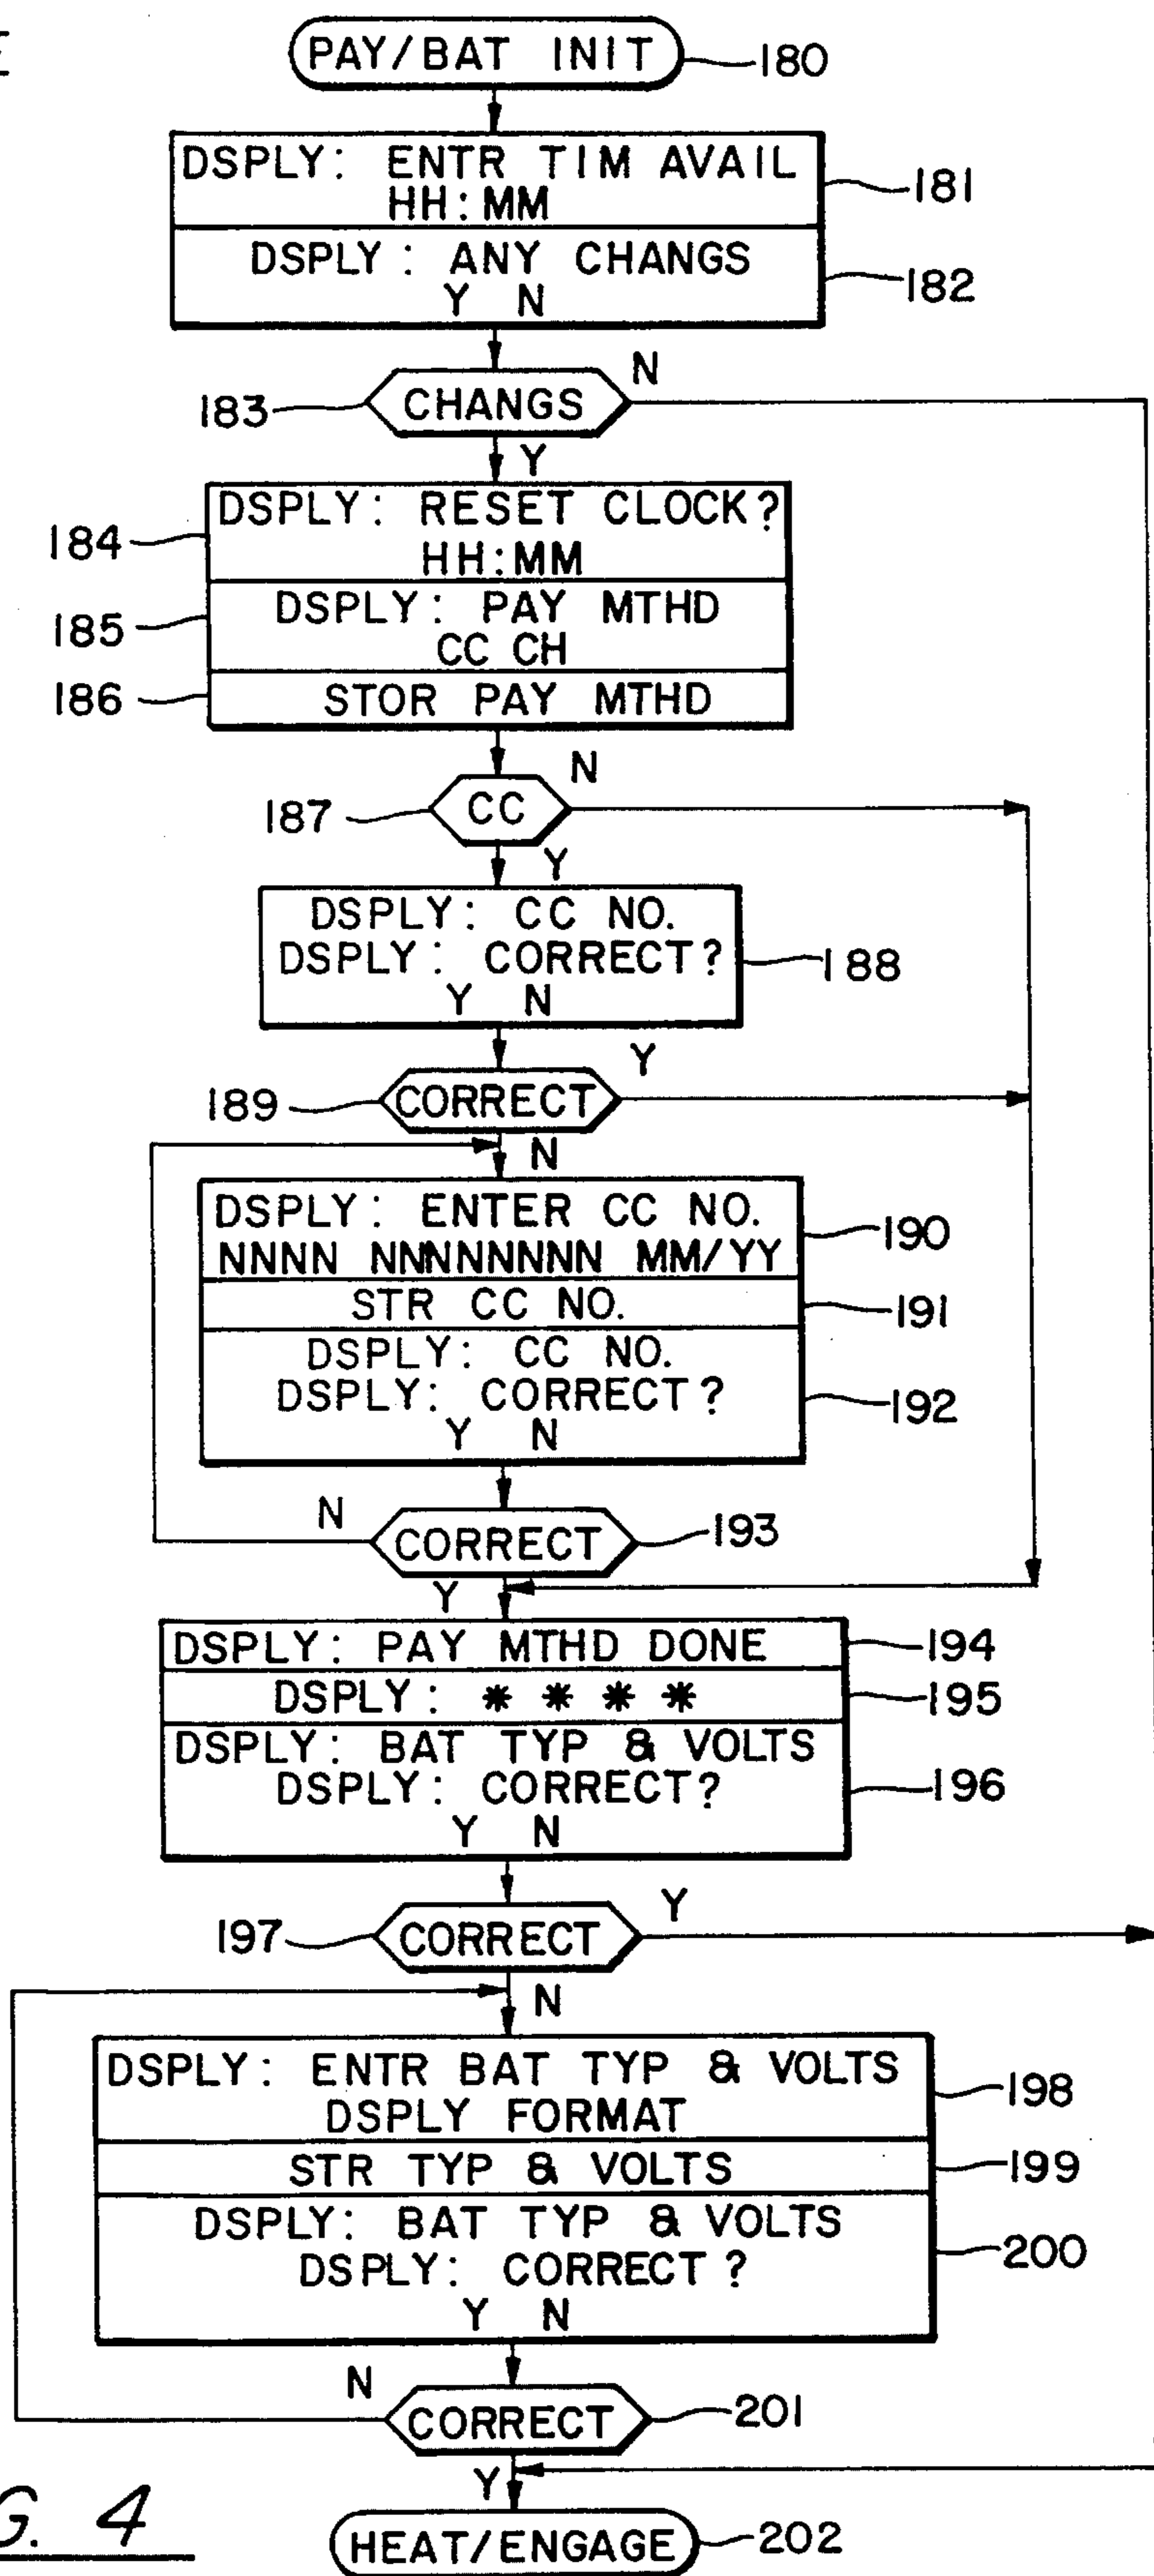 PAY/BAT INIT 180
DSPLY: ENTR TIM AVAIL
HH:MM
181
DSPLY: ANY CHANGS
Y N
182
N
183 CHANGS
Y
DSPLY: RESET CLOCK?
184
HH:MM
DSPLY: PAY MTHD
185
CC CH
186 STOR PAY MTHD
N
187 CC
Y
DSPLY: CC NO.
DSPLY: CORRECT? 188
Y N
Y
189 CORRECT
N
DSPLY: ENTER CC NO.
190
NNNN NNNNNNNN MM/YY
STR CC NO. 191
DSPLY: CC NO.
DSPLY: CORRECT? 192
Y N
N
CORRECT 193
Y
DSPLY: PAY MTHD DONE 194
DSPLY: * * * * 195
DSPLY: BAT TYP & VOLTS
DSPLY: CORRECT? 196
Y N
Y
197 CORRECT
N
DSPLY: ENTR BAT TYP & VOLTS
198
DSPLY FORMAT
STR TYP & VOLTS 199
DSPLY: BAT TYP & VOLTS
200
DSPLY: CORRECT?
Y N
N
CORRECT 201
Y
G. 4
HEAT/ENGAGE 202